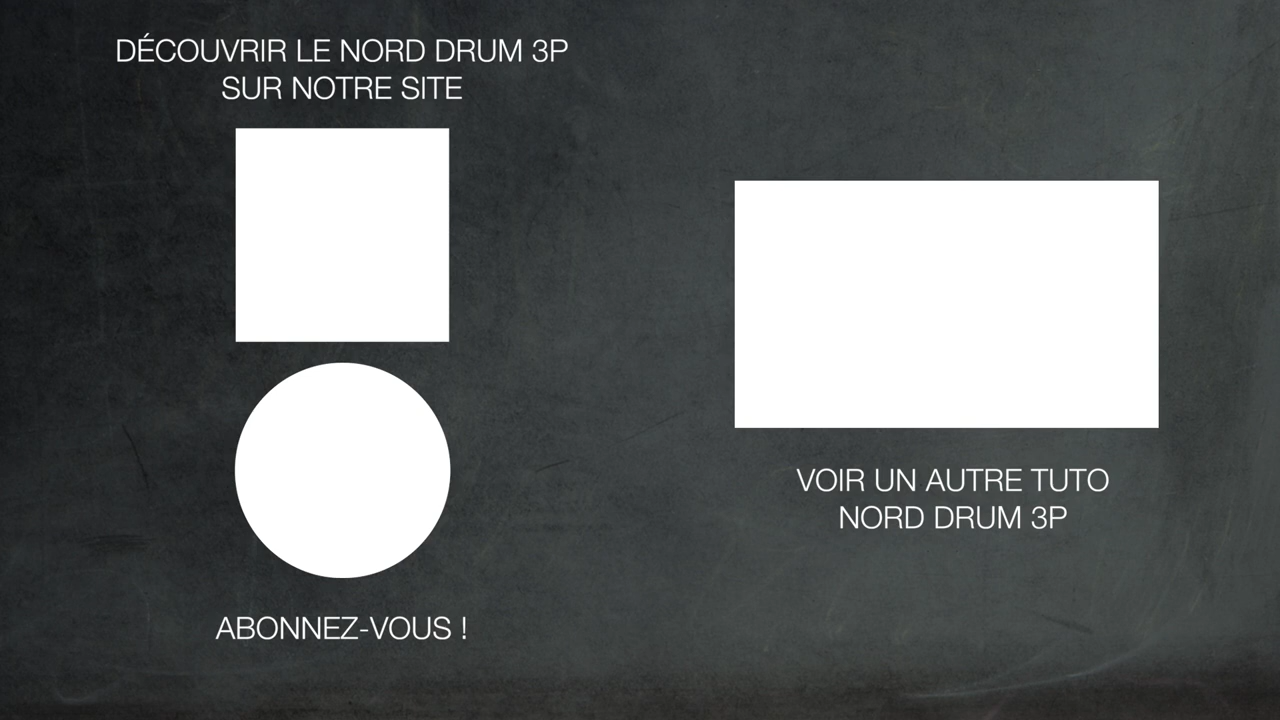 DÉCOUVRIR LE NORD DRUM 3P
SUR NOTRE SITE
ABONNEZ-VOUS !
VOIR UN AUTRE TUTO
NORD DRUM 3P